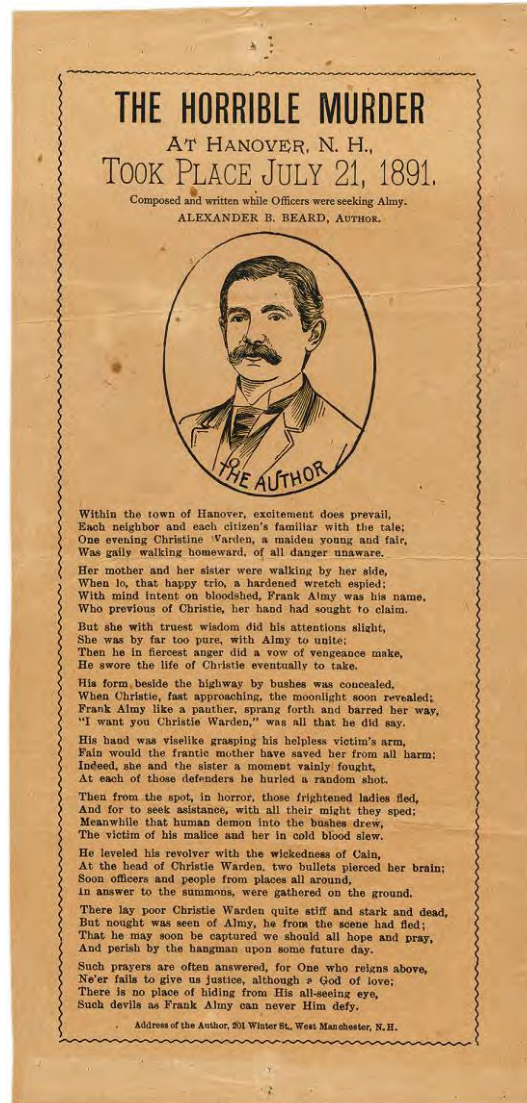 THE HORRIBLE MURDER
AT HANOVER, N. H.,
TOOK PLACE JULY 21, 1891.
Composed and written while Officers were seeking Almy.
ALEXANDER B. BEARD, AUTHOR.
THE AUTHOR
Within the town of Hanover, excitement does prevail,
Each neighbor and each citizen's familiar with the tale;
One evening Christine Warden, a maiden young and fair,
Was gaily walking homeward, of all danger unaware.
Her mother and her sister were walking by her side,
When lo, that happy trio, a hardened wretch espied;
With mind intent on bloodshed, Frank Almy was his name,
Who previous of Christie, her hand had sought to claim.
But she with truest wisdom did his attentions slight,
She was by far too pure, with Almy to unite;
Then he in fiercest anger did a vow of vengeance make,
He swore the life of Christie eventually to take.
His form beside the highway by bushes was concealed,
When Christie, fast approaching, the moonlight soon revealed;
Frank Almy like a panther, sprang forth and barred her way,
"I want you Christie Warden," was all that he did say.
His hand was viselike grasping his helpless victim's arm,
Fain would the frantic mother have saved her from all harm;
Indeed, she and the sister a moment vainly fought,
At each of those defenders he hurled a random shot.
Then from the spot, in horror, those frightened ladies fled,
And for to seek asistance, with all their might they sped;
Meanwhile that human demon into the bushes drew,
The victim of his malice and her in cold blood slew.
He leveled his revolver with the wickedness of Cain,
At the head of Christie Warden, two bullets pierced her brain;
Soon officers and people from places all around,
In answer to the summons, were gathered on the ground.
There lay poor Christie Warden quite stiff and stark and dead,
But nought was seen of Almy, he from the scene had fled;
That he may soon be captured we should all hope and pray,
And perish by the hangman upon some future day.
Such prayers are often answered, for One who reigns above,
Ne'er fails to give us justice, although a God of love;
There is no place of hiding from His all-seeing eye,
Such devils as Frank Almy can never Him defy.
Address of the Author, 201 Winter St., West Manchester, N. H.